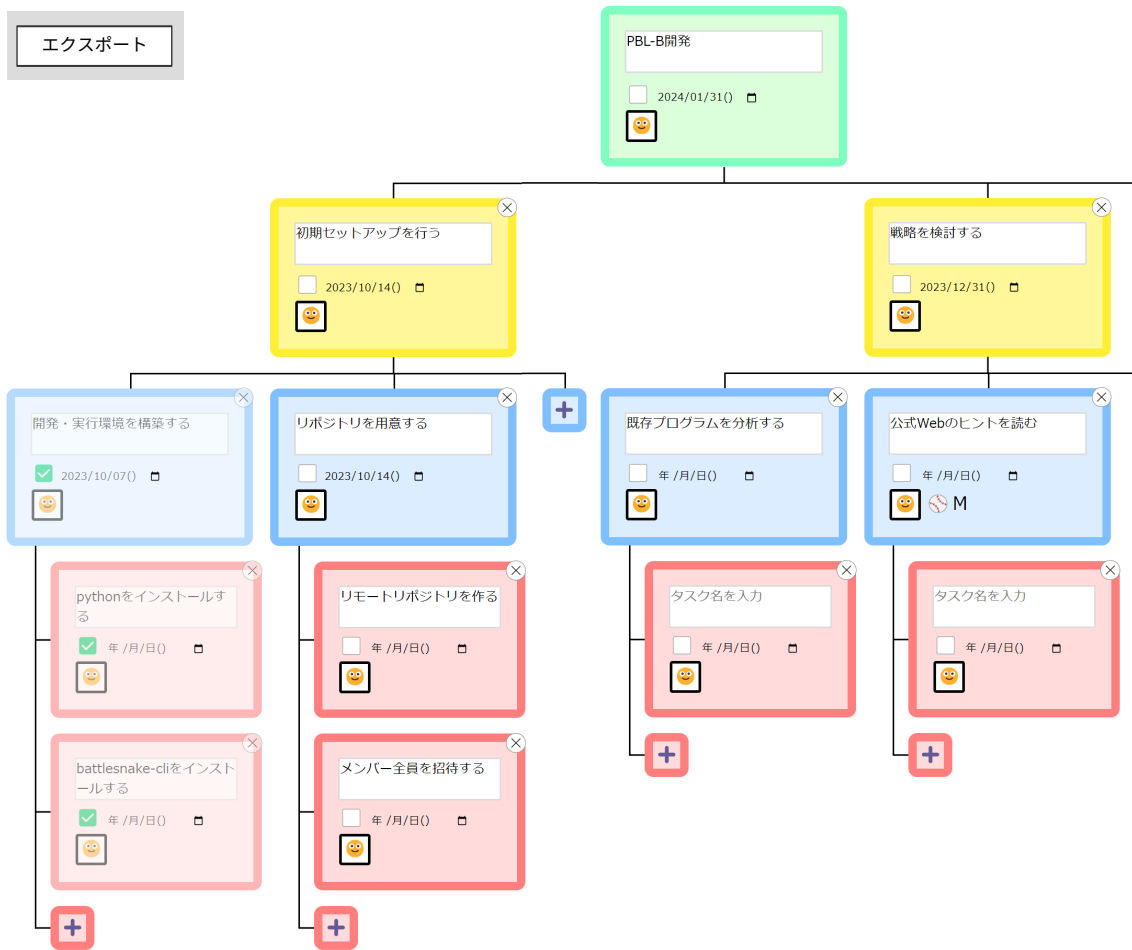 エクスポート
PBL-B開発
2024/01/31()
初期セットアップを行う
2023/10/14()
戦略を検討する
2023/12/31()
開発・実行環境を構築する
2023/10/07()
リポジトリを用意する
2023/10/14()
既存プログラムを分析する
年 /月/日()
公式Webのヒントを読む
年 /月/日()
M
pythonをインストールす
る
年 /月/日()
リモートリポジトリを作る
年 /月/日()
タスク名を入力
年 /月/日()
タスク名を入力
年 /月/日()
battlesnake-cliをインスト
ールする
年 /月/日()
メンバー全員を招待する
年 /月/日()